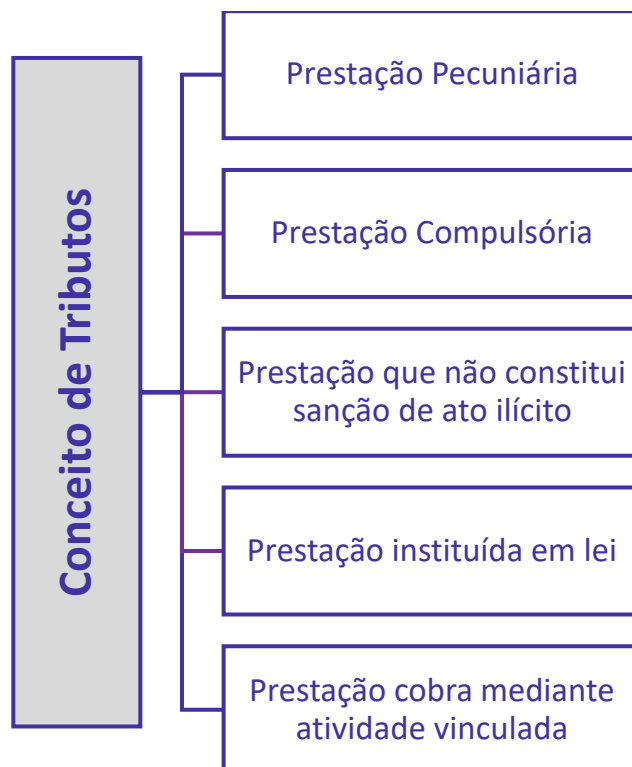 Conceito de Tributos
Prestação Pecuniária
Prestação Compulsória
Prestação que não constitui
sanção de ato ilícito
Prestação instituída em lei
Prestação cobra mediante
atividade vinculada